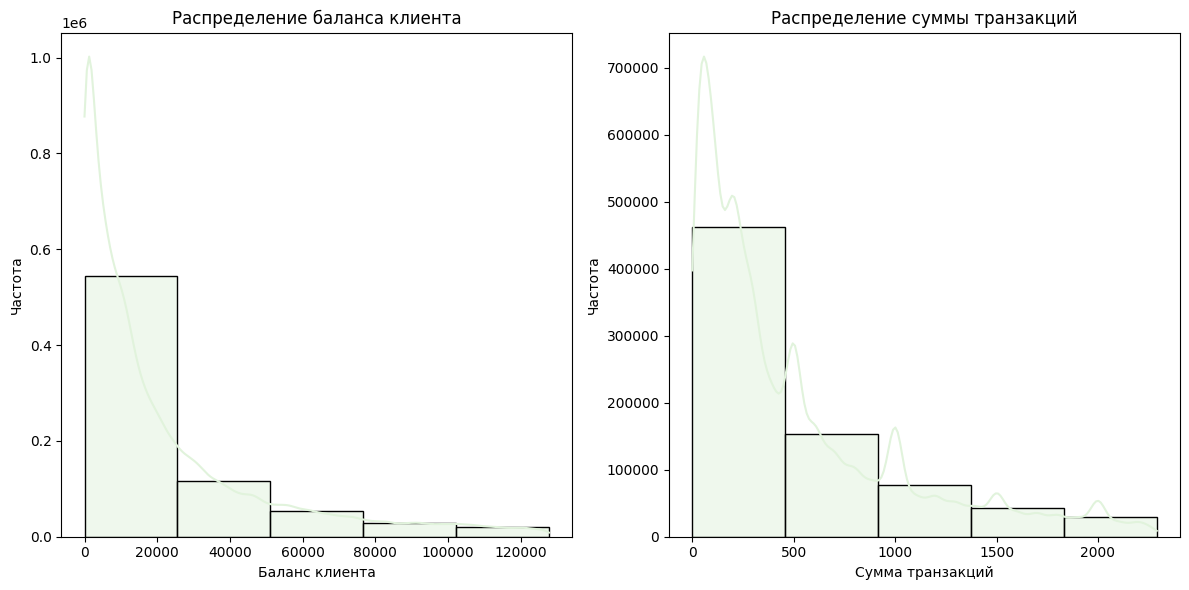 Распределение баланса клиента
1e6
1.0
0.8
0.6
0.4
0.2
0.0
Частота
0 20000 40000 60000 80000 100000 120000
Баланс клиента
Распределение суммы транзакций
700000
600000
500000
400000
300000
200000
100000
0
Частота
0 500 1000 1500 2000
Сумма транзакций